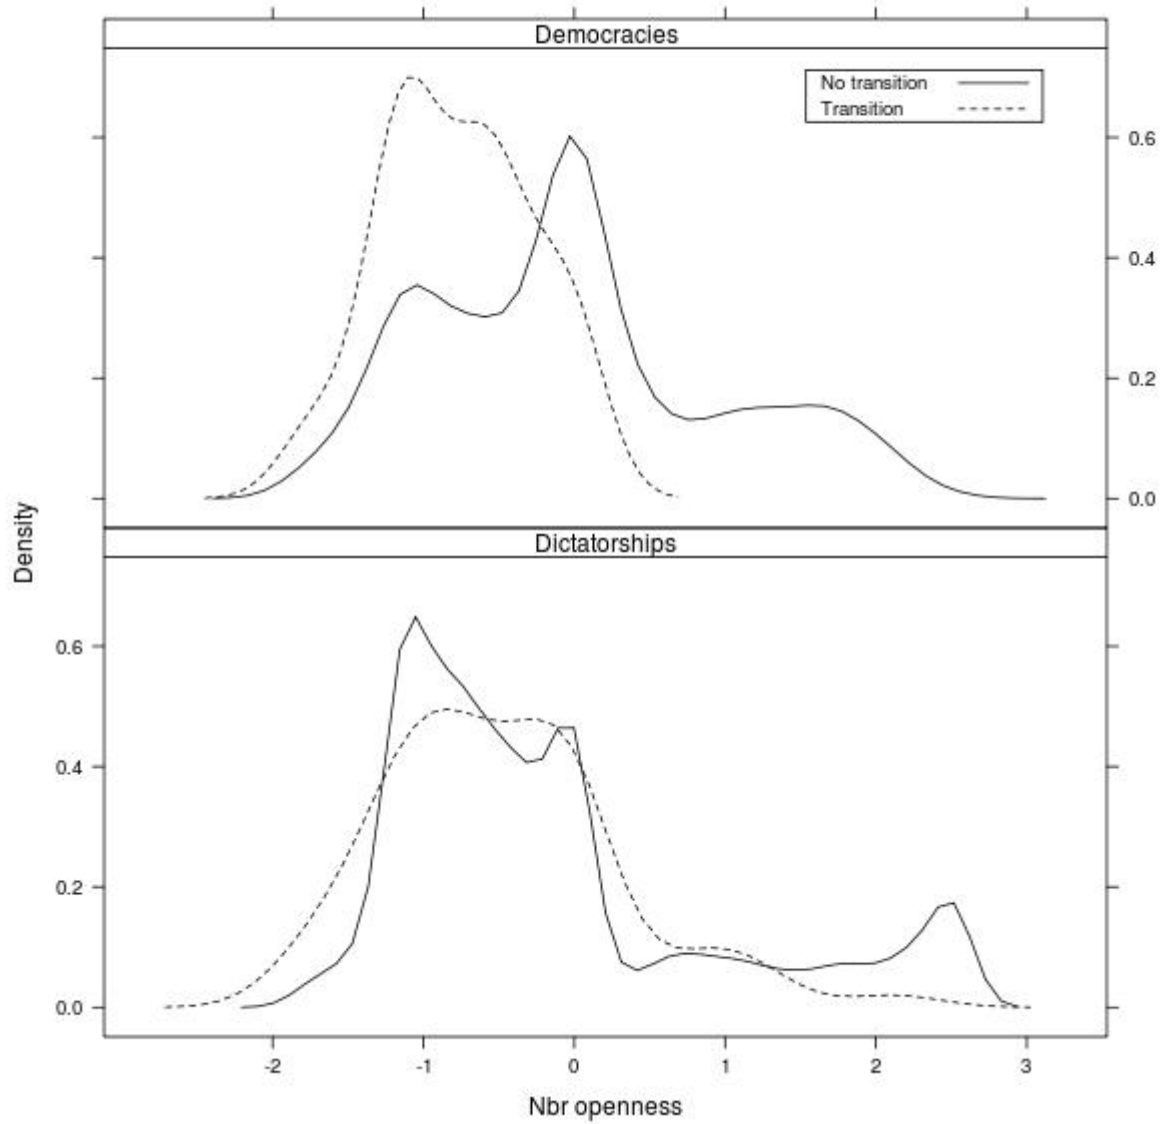 Democracies
No transition
Transition
0.6
0.4
0.2
0.0
Density
Dictatorships
0.6
0.4
0.2
0.0
-2 -1 0 1 2 3
Nbr openness